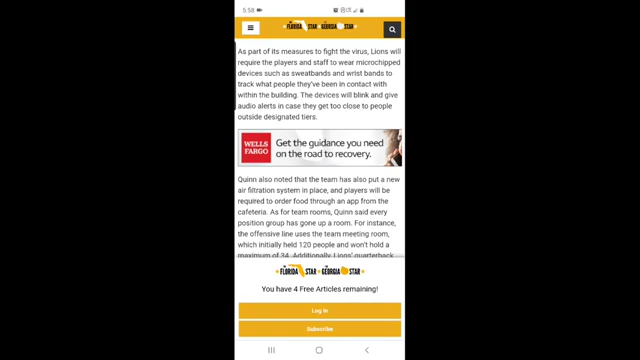 5:58
THE FLORIDA STAR THE GEORGIA STAR
As part of its measures to fight the virus, Lions will
require the players and staff to wear microchipped
devices such as sweatbands and wrist bands to
track what people they've been in contact with
within the building. The devices will blink and give
audio alerts in case they get too close to people
outside designated tiers.
WELLS
FARGO
Get the guidance you need
on the road to recovery.
Quinn also noted that the team has also put a new
air filtration system in place, and players will be
required to order food through an app from the
cafeteria. As for team rooms, Quinn said every
position group has gone up a room. For instance,
the offensive line uses the team meeting room,
which initially held 120 people and won't hold a
maximum of 34. Additionally, Lions' quarterback
THE FLORIDA STAR THE GEORGIA STAR
You have 4 Free Articles remaining!
Log In
Subscribe